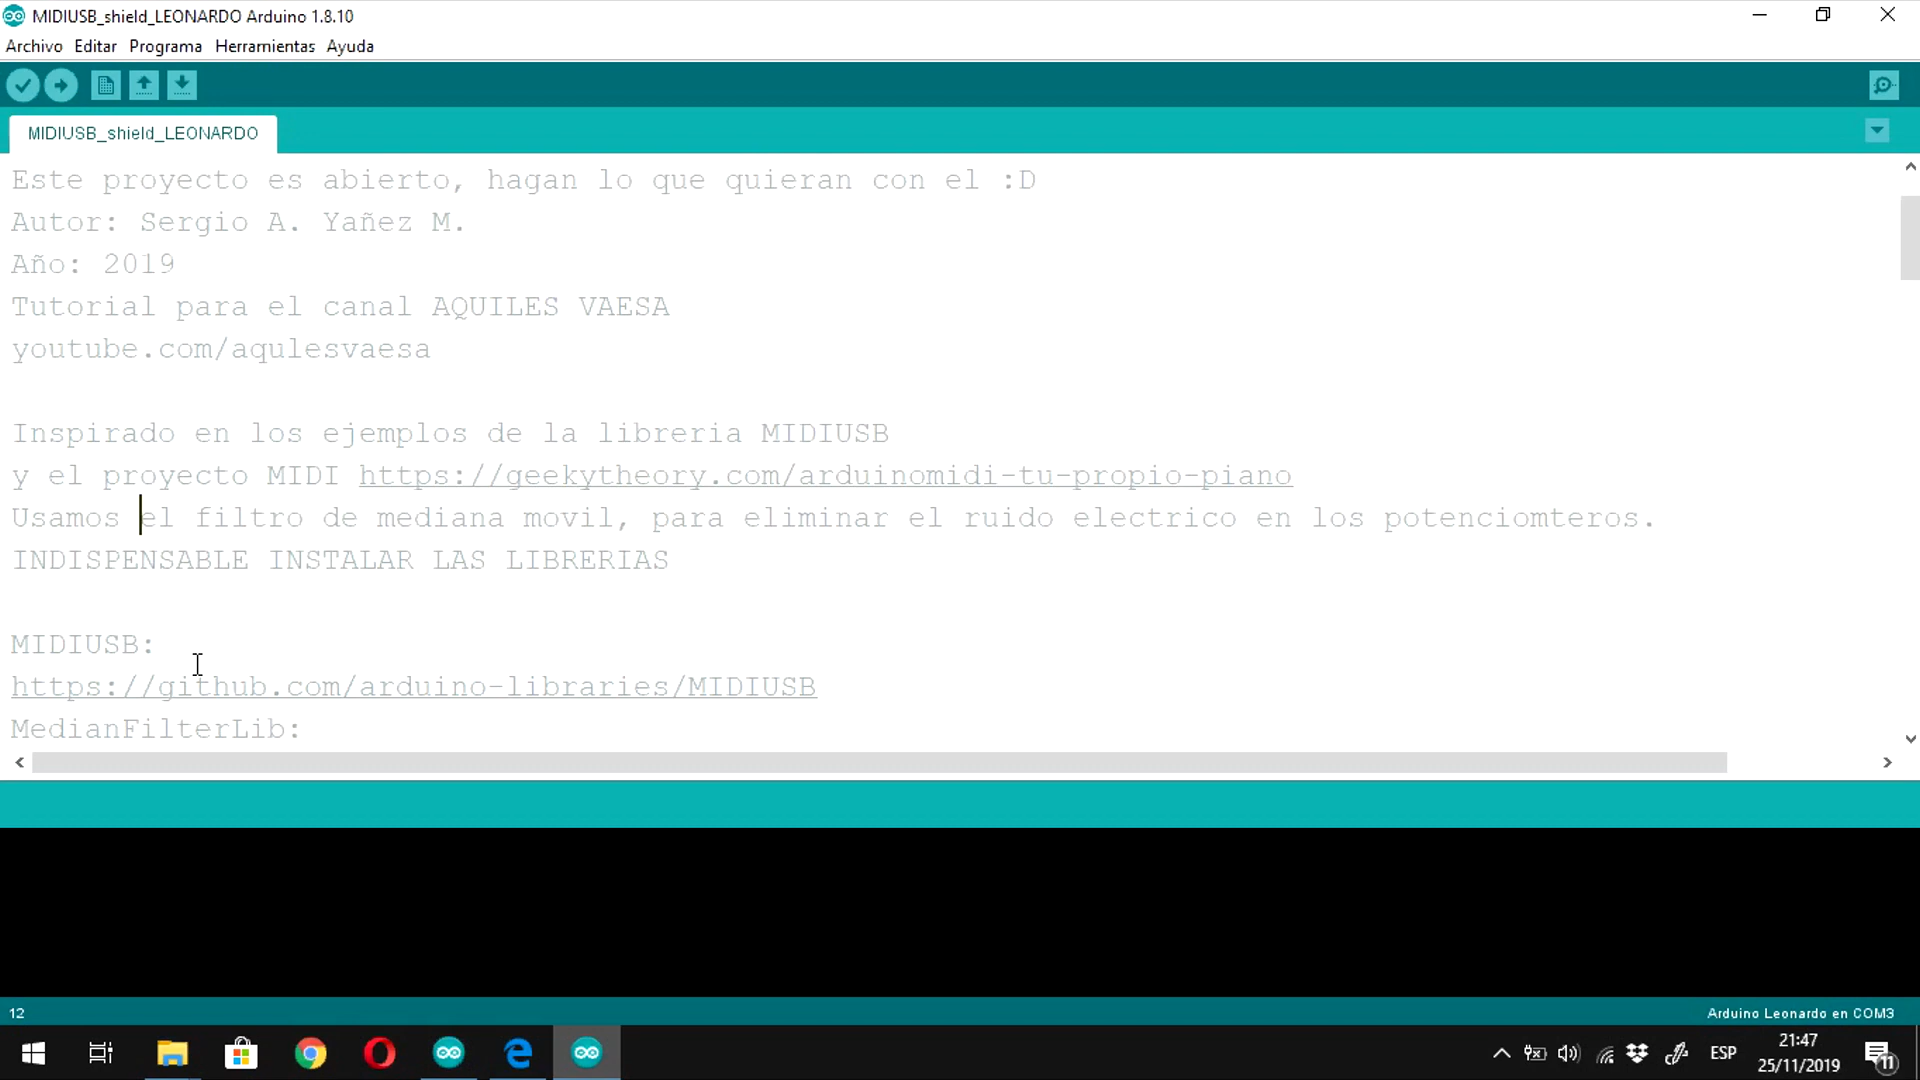 MIDIUSB_shield_LEONARDO Arduino 1.8.10
Archivo Editar Programa Herramientas Ayuda
MIDIUSB_shield_LEONARDO
Este proyecto es abierto, hagan lo que quieran con el :D
Autor: Sergio A. Yañez M.
Año: 2019
Tutorial para el canal AQUILES VAESA
youtube.com/aqulesvaesa
Inspirado en los ejemplos de la libreria MIDIUSB
y el proyecto MIDI https://geekytheory.com/arduinomidi-tu-propio-piano
Usamos el filtro de mediana movil, para eliminar el ruido electrico en los potenciomteros.
INDISPENSABLE INSTALAR LAS LIBRERIAS
MIDIUSB:
https://github.com/arduino-libraries/MIDIUSB
MedianFilterLib:
12
Arduino Leonardo en COM3
ESP
21:47
25/11/2019
11